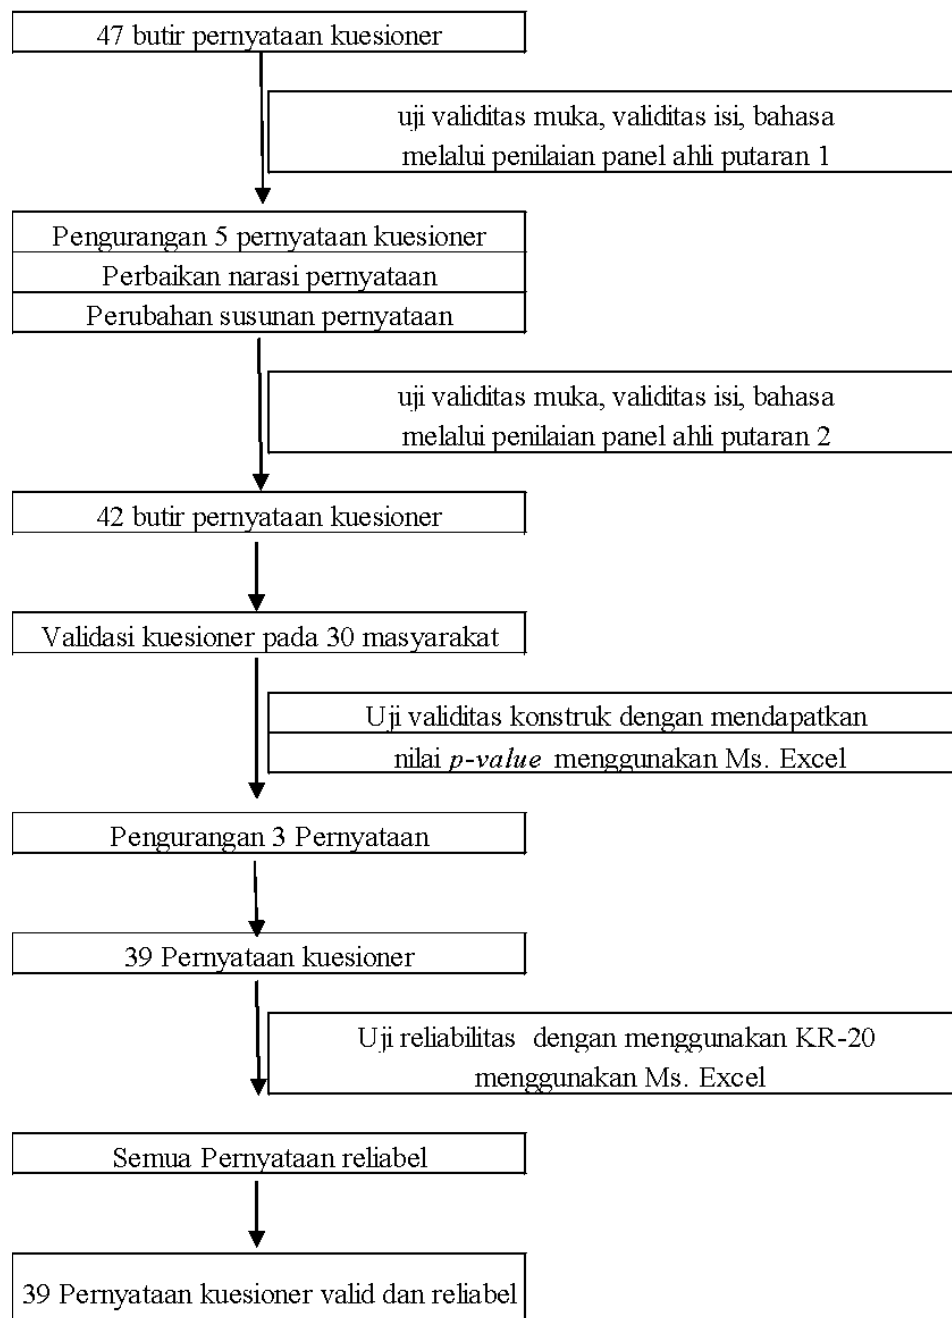 47 butir pernyataan kuesioner
uji validitas muka, validitas isi, bahasa
melalui penilaian panel ahli putaran 1
Pengurangan 5 pernyataan kuesioner
Perbaikan narasi pernyataan
Perubahan susunan pernyataan
uji validitas muka, validitas isi, bahasa
melalui penilaian panel ahli putaran 2
42 butir pernyataan kuesioner
Validasi kuesioner pada 30 masyarakat
Uji validitas konstruk dengan mendapatkan
nilai p-value menggunakan Ms. Excel
Pengurangan 3 Pernyataan
39 Pernyataan kuesioner
Uji reliabilitas dengan menggunakan KR-20
menggunakan Ms. Excel
Semua Pernyataan reliabel
39 Pernyataan kuesioner valid dan reliabel